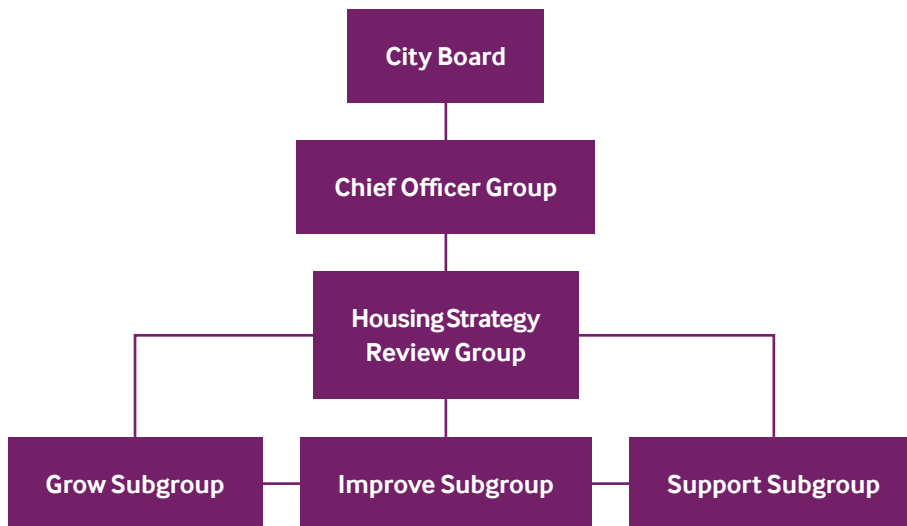 City Board
Chief Officer Group
Housing Strategy
Review Group
Grow Subgroup
Improve Subgroup
Support Subgroup